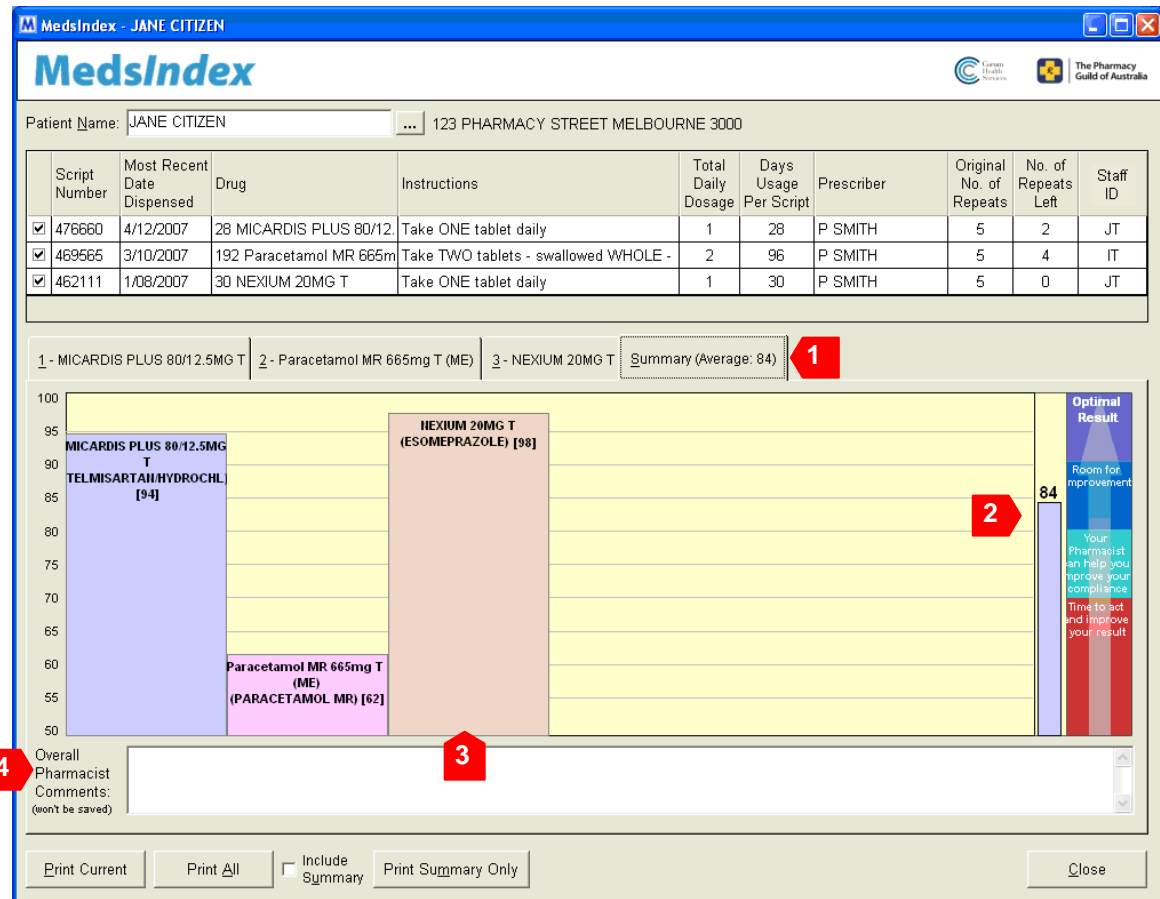 MedsIndex - JANE CITIZEN
MedsIndex
Corum
Health
Services
The Pharmacy
Guild of Australia
Patient Name: JANE CITIZEN ... 123 PHARMACY STREET MELBOURNE 3000
Script Number Most Recent Date Dispensed Drug Instructions Total Daily Dosage Days Usage Per Script Prescriber Original No. of Repeats No. of Repeats Left Staff ID
476660 4/12/2007 28 MICARDIS PLUS 80/12. Take ONE tablet daily 1 28 P SMITH 5 2 JT
469565 3/10/2007 192 Paracetamol MR 665m Take TWO tablets - swallowed WHOLE - 2 96 P SMITH 5 4 IT
462111 1/08/2007 30 NEXIUM 20MG T Take ONE tablet daily 1 30 P SMITH 5 0 JT
1 - MICARDIS PLUS 80/12.5MG T 2 - Paracetamol MR 665mg T (ME) 3 - NEXIUM 20MG T Summary (Average: 84) 1
100
95
90
85
80
75
70
65
60
55
50
MICARDIS PLUS 80/12.5MG
T
TELMISARTAN/HYDROCHL)
[94]
Paracetamol MR 665mg T
(ME)
(PARACETAMOL MR) [62]
NEXIUM 20MG T
(ESOMEPRAZOLE) [98]
84
2
Optimal
Result
Room for
mprovement
Your
Pharmacist
an help you
mprove your
compliance
Time to act
and improve
your result
3
4
Overall
Pharmacist
Comments:
(won't be saved)
Print Current Print All Include Summary Print Summary Only Close